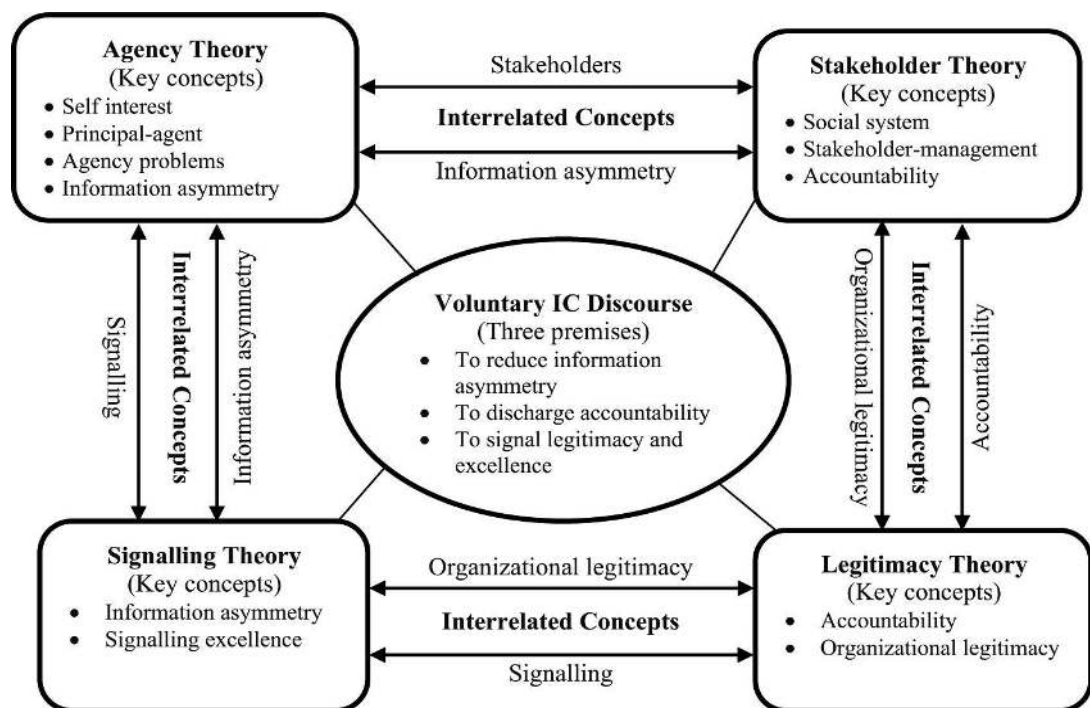 Agency Theory
(Key concepts)
• Self interest
• Principal-agent
• Agency problems
• Information asymmetry
Stakeholders
Interrelated Concepts
Information asymmetry
Stakeholder Theory
(Key concepts)
• Social system
• Stakeholder-management
• Accountability
Signalling
Interrelated Concepts
Information asymmetry
Voluntary IC Discourse
(Three premises)
• To reduce information
asymmetry
• To discharge accountability
• To signal legitimacy and
excellence
Organizational legitimacy
Interrelated Concepts
Accountability
Signalling Theory
(Key concepts)
• Information asymmetry
• Signalling excellence
Organizational legitimacy
Interrelated Concepts
Signalling
Legitimacy Theory
(Key concepts)
• Accountability
• Organizational legitimacy